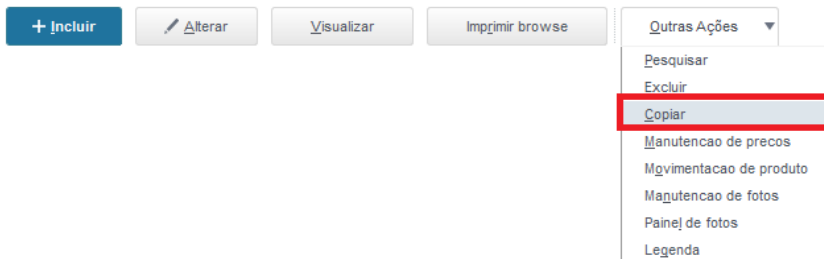 + Incluir
Alterar
Visualizar
Imprimir browse
Outras Ações
Pesquisar
Excluir
Copiar
Manutencao de precos
Movimentacao de produto
Manutencao de fotos
Painel de fotos
Legenda